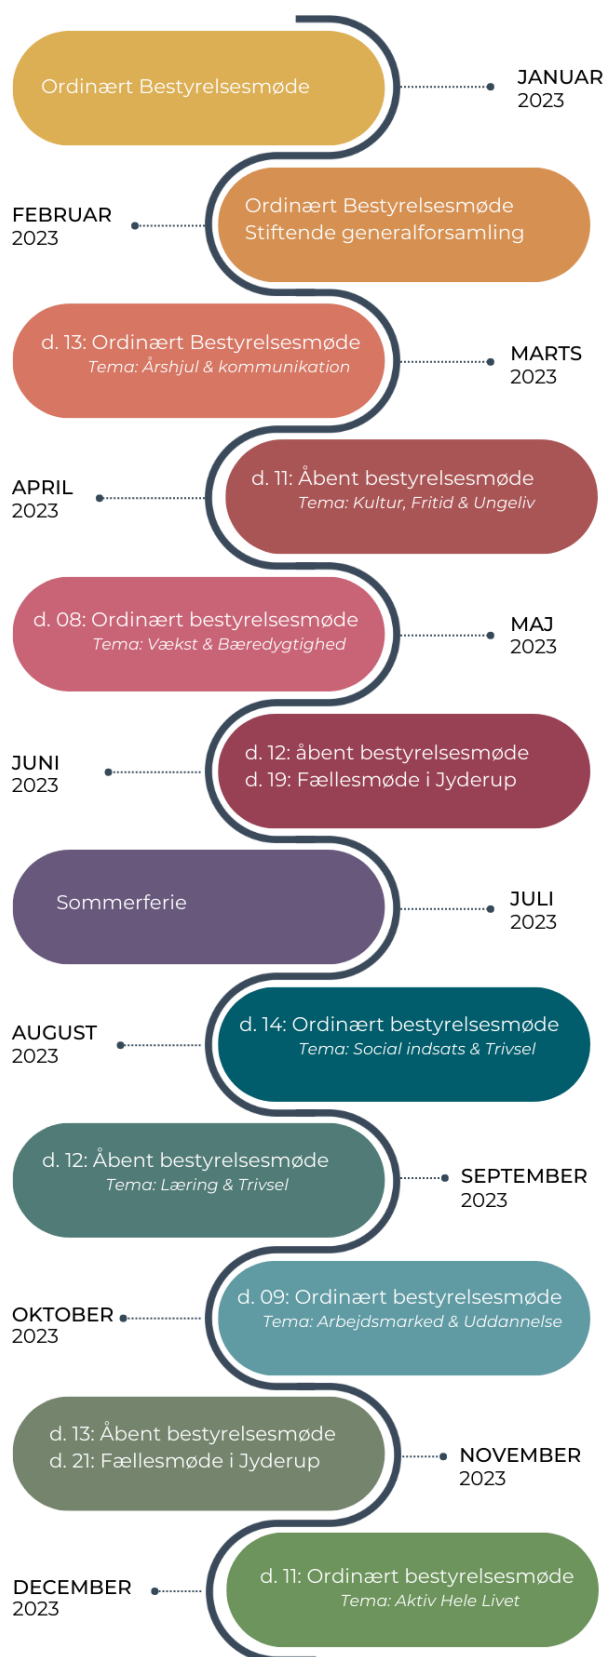 Ordinært Bestyrelsesmøde
JANUAR
2023
FEBRUAR
2023
Ordinært Bestyrelsesmøde
Stiftende generalforsamling
d. 13: Ordinært Bestyrelsesmøde
Tema: Årshjul & kommunikation
MARTS
2023
APRIL
2023
d. 11: Åbent bestyrelsesmøde
Tema: Kultur, Fritid & Ungeliv
d. 08: Ordinært bestyrelsesmøde
Tema: Vækst & Bæredygtighed
MAJ
2023
JUNI
2023
d. 12: åbent bestyrelsesmøde
d. 19: Fællesmøde i Jyderup
Sommerferie
JULI
2023
AUGUST
2023
d. 14: Ordinært bestyrelsesmøde
Tema: Social indsats & Trivsel
d. 12: Åbent bestyrelsesmøde
Tema: Læring & Trivsel
SEPTEMBER
2023
OKTOBER
2023
d. 09: Ordinært bestyrelsesmøde
Tema: Arbejdsmarked & Uddannelse
d. 13: Åbent bestyrelsesmøde
d. 21: Fællesmøde i Jyderup
NOVEMBER
2023
DECEMBER
2023
d. 11: Ordinært bestyrelsesmøde
Tema: Aktiv Hele Livet